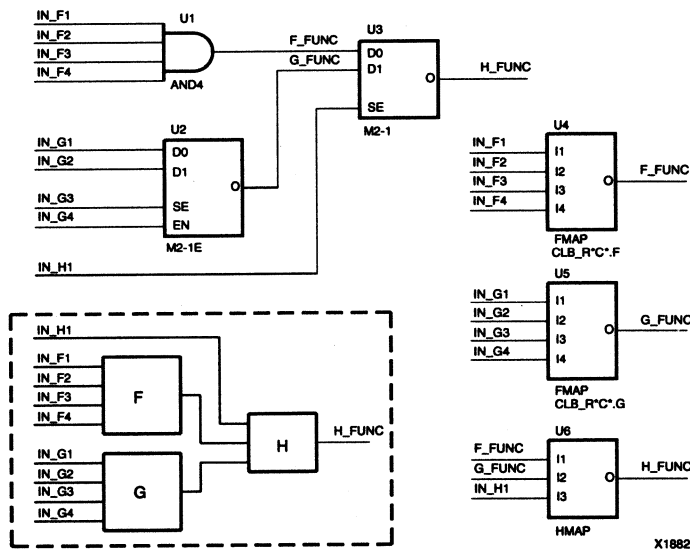 IN_F1
IN_F2
IN_F3
IN_F4
U1
AND4
F_FUNC
G_FUNC
U3
D0
D1
SE
O
M2-1
H_FUNC
IN_G1
IN_G2
IN_G3
IN_G4
U2
D0
D1
SE
EN
O
M2-1E
IN_H1
U4
IN_F1
IN_F2
IN_F3
IN_F4
I1
I2
I3
I4
O
F_FUNC
FMAP
CLB_R*C*.F
U5
IN_G1
IN_G2
IN_G3
IN_G4
I1
I2
I3
I4
O
G_FUNC
FMAP
CLB_R*C*.G
U6
F_FUNC
G_FUNC
IN_H1
I1
I2
I3
O
H_FUNC
HMAP
IN_H1
IN_F1
IN_F2
IN_F3
IN_F4
F
IN_G1
IN_G2
IN_G3
IN_G4
G
H
H_FUNC
X1882